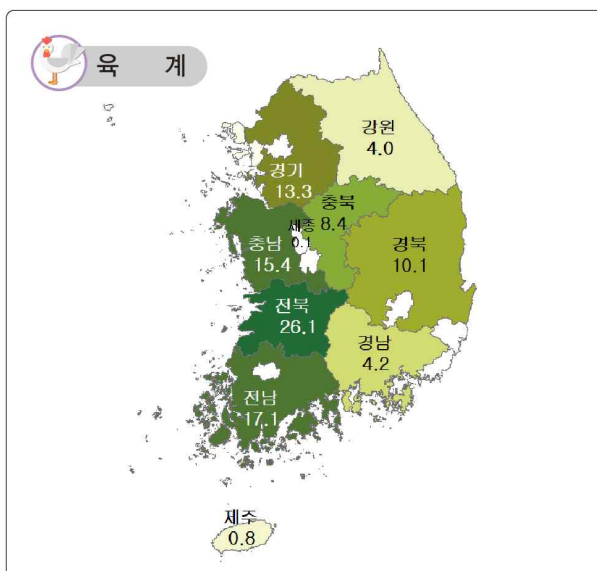 육 계
강원
4.0
경기
13.3
충북
8.4
세종
0.1
충남
15.4
경북
10.1
전북
26.1
경남
4.2
전남
17.1
제주
0.8